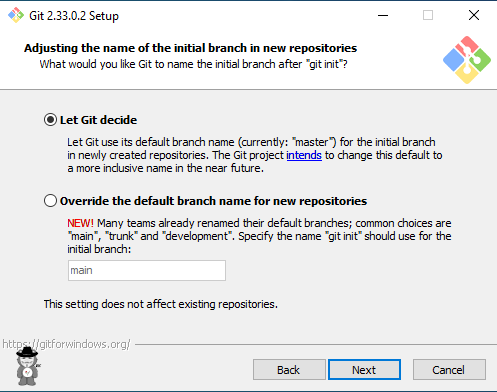 Git 2.33.0.2 Setup
Adjusting the name of the initial branch in new repositories
What would you like Git to name the initial branch after "git init"?
Let Git decide
Let Git use its default branch name (currently: "master") for the initial branch
in newly created repositories. The Git project intends to change this default to
a more inclusive name in the near future.
Override the default branch name for new repositories
NEW! Many teams already renamed their default branches; common choices are
"main", "trunk" and "development". Specify the name "git init" should use for the
initial branch:
main
This setting does not affect existing repositories.
https://gitforwindows.org/
Back
Next
Cancel